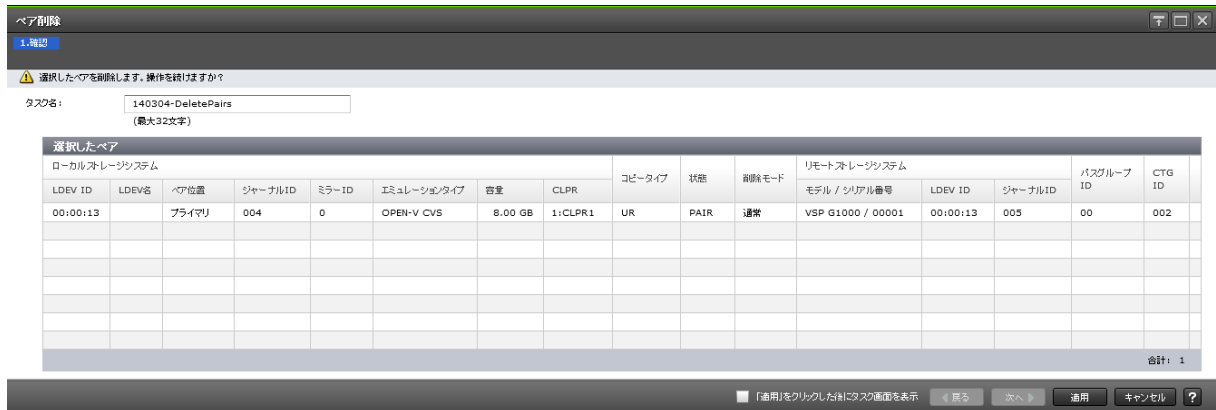 ペア削除
1.確認
選択したペアを削除します。操作を続けますか?
タスク名: 140304-DeletePairs
(最大32文字)
選択したペア
ローカルストレージシステム コピータイプ 状態 削除モード リモートストレージシステム パスグループID CTG ID
LDEV ID LDEV名 ペア位置 ジャーナルID ミラーID エミュレーションタイプ 容量 CLPR モデル / シリアル番号 LDEV ID ジャーナルID
00:00:13 プライマリ 004 0 OPEN-V CVS 8.00 GB 1:CLPR1 UR PAIR 通常 VSP G1000 / 00001 00:00:13 005 00 002
合計: 1
「適用」をクリックした後にタスク画面を表示 戻る 次へ 適用 キャンセル ?